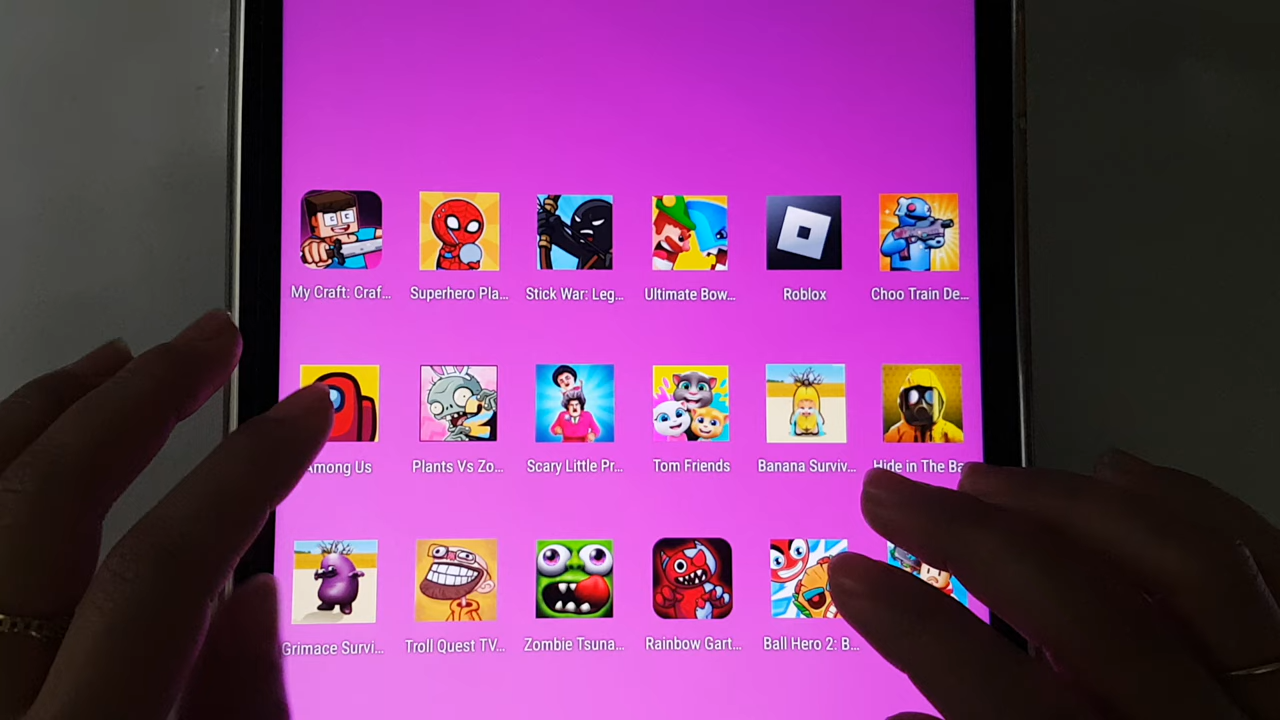 My Craft: Craf...
Superhero Pla...
Stick War: Leg...
Ultimate Bow...
Roblox
Choo Train De...
Among Us
Plants Vs Zo...
Scary Little Pr...
Tom Friends
Banana Surviv...
Hide in The Ba
Grimace Survi...
Troll Quest TV...
Zombie Tsuna...
Rainbow Gart...
Ball Hero 2: B...